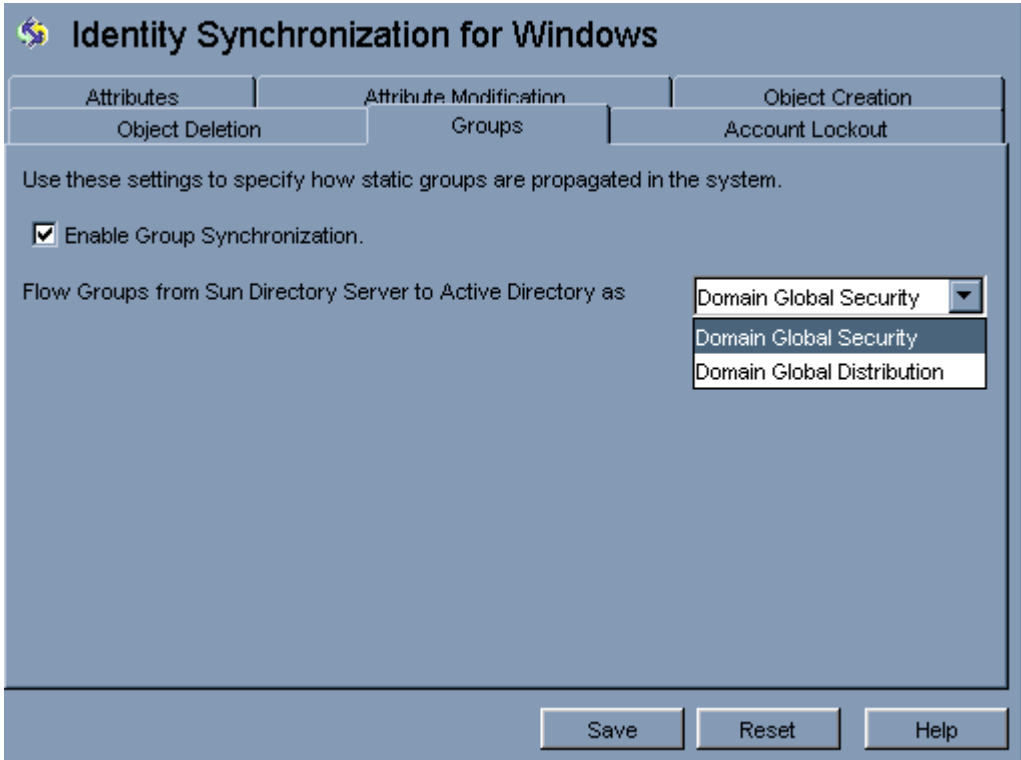 Identity Synchronization for Windows
Attributes
Attribute Modification
Object Creation
Object Deletion
Groups
Account Lockout
Use these settings to specify how static groups are propagated in the system.
Enable Group Synchronization.
Flow Groups from Sun Directory Server to Active Directory as
Domain Global Security
Domain Global Security
Domain Global Distribution
Save
Reset
Help